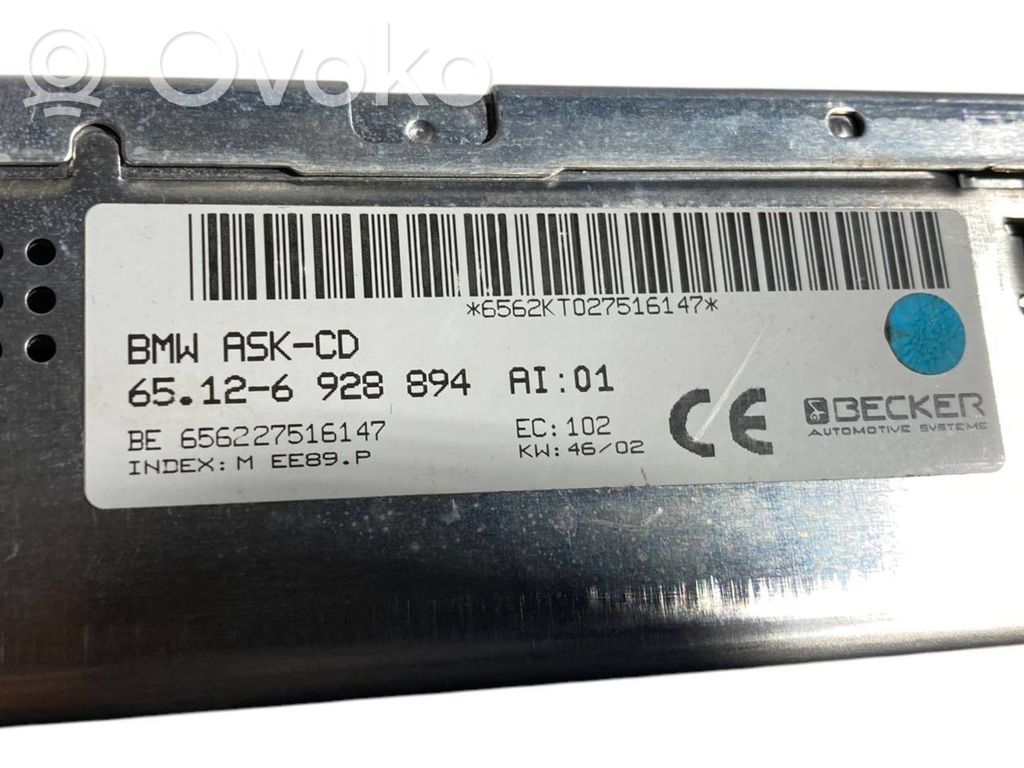 Ovoko
*6562KT027516147*
BMW ASK-CD
65.12-6 928 894 AI:01
BE 656227516147 EC:102
INDEX: M EE89.P KW:46/02
CE
BECKER
AUTOMOTIVE SYSTEMS